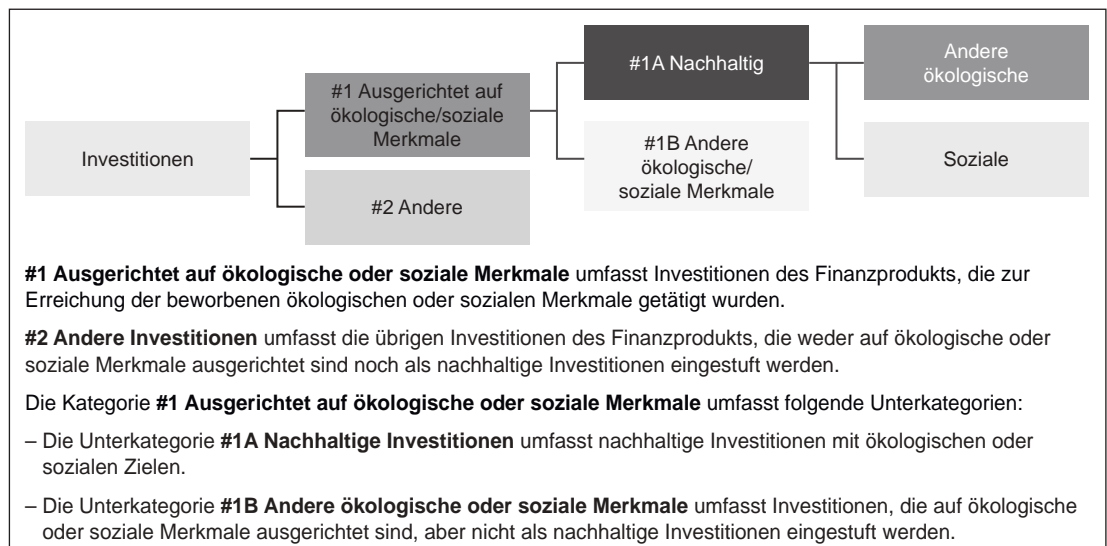 Investitionen
#1 Ausgerichtet auf
ökologische/soziale
Merkmale
#2 Andere
#1A Nachhaltig
#1B Andere
ökologische/
soziale Merkmale
Andere
ökologische
Soziale
#1 Ausgerichtet auf ökologische oder soziale Merkmale umfasst Investitionen des Finanzprodukts, die zur
Erreichung der beworbenen ökologischen oder sozialen Merkmale getätigt wurden.
#2 Andere Investitionen umfasst die übrigen Investitionen des Finanzprodukts, die weder auf ökologische oder
soziale Merkmale ausgerichtet sind noch als nachhaltige Investitionen eingestuft werden.
Die Kategorie #1 Ausgerichtet auf ökologische oder soziale Merkmale umfasst folgende Unterkategorien:
– Die Unterkategorie #1A Nachhaltige Investitionen umfasst nachhaltige Investitionen mit ökologischen oder
sozialen Zielen.
– Die Unterkategorie #1B Andere ökologische oder soziale Merkmale umfasst Investitionen, die auf ökologische
oder soziale Merkmale ausgerichtet sind, aber nicht als nachhaltige Investitionen eingestuft werden.